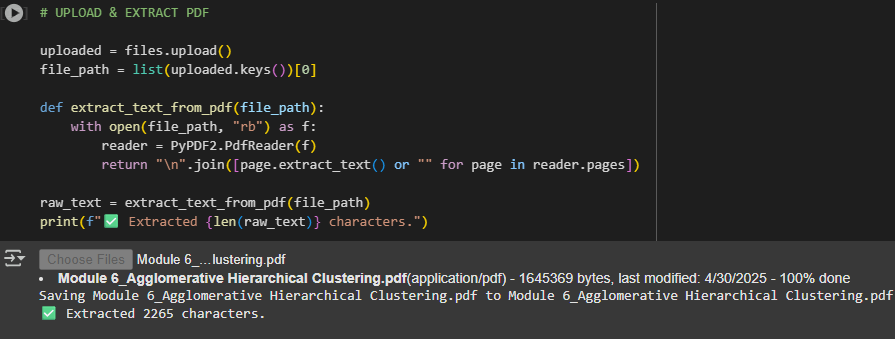 # UPLOAD & EXTRACT PDF
uploaded = files.upload()
file_path = list(uploaded.keys())[0]
def extract_text_from_pdf(file_path):
    with open(file_path, "rb") as f:
        reader = PyPDF2.PdfReader(f)
        return "\n".join([page.extract_text() or "" for page in reader.pages])
raw_text = extract_text_from_pdf(file_path)
print(f"✅ Extracted {len(raw_text)} characters.")
Choose Files Module 6_...lustering.pdf
• Module 6_Agglomerative Hierarchical Clustering.pdf(application/pdf) - 1645369 bytes, last modified: 4/30/2025 - 100% done
Saving Module 6_Agglomerative Hierarchical Clustering.pdf to Module 6_Agglomerative Hierarchical Clustering.pdf
✅ Extracted 2265 characters.